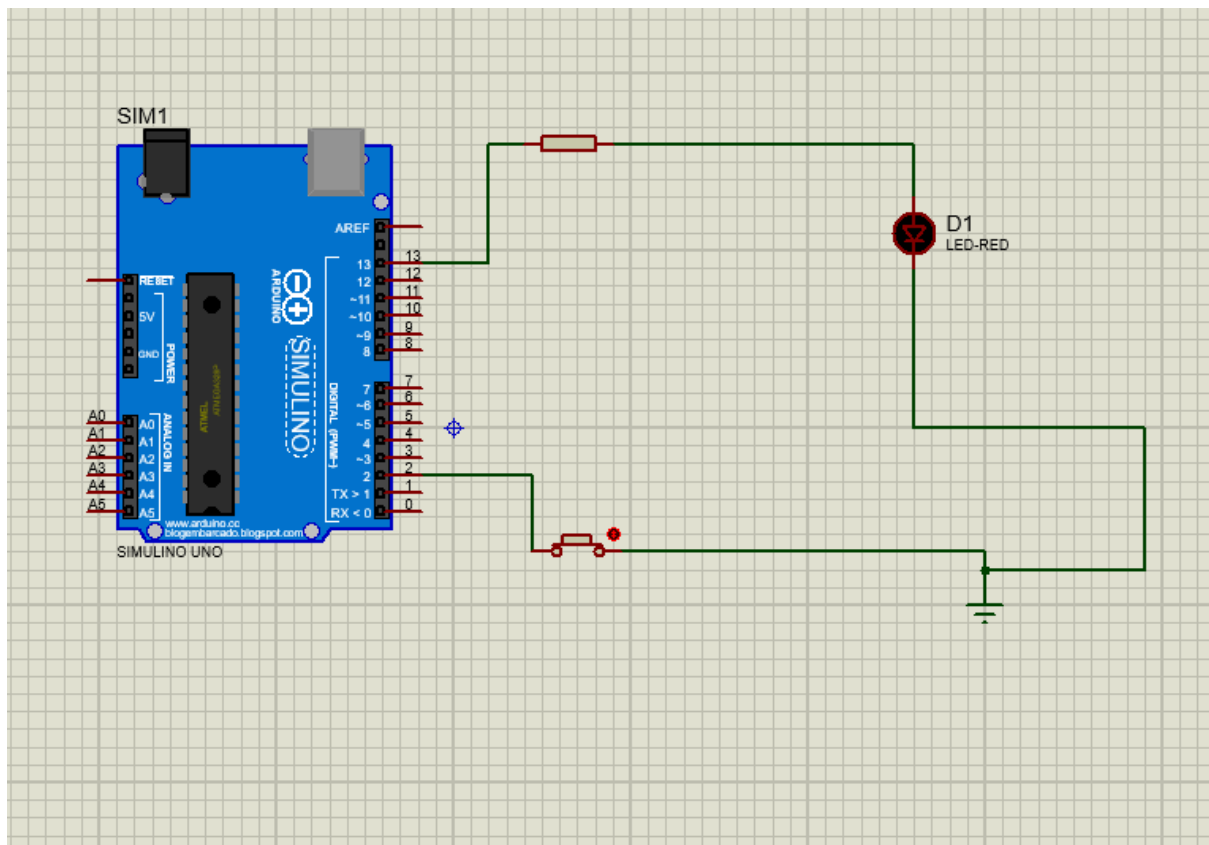 SIM1
AREF
13 13
12 12
~11 11
~10 10
~9 9
8 8
RESET
5V
GND
POWER
ARDUINO
SIMULINO
ATMEL
ATMEGA328P
DIGITAL (PWM~)
7 7
~6 6
~5 5
4 4
~3 3
2 2
TX > 1 1
RX < 0 0
ANALOG IN
A0 A0
A1 A1
A2 A2
A3 A3
A4 A4
A5 A5
www.arduino.cc
blogembarcado.blogspot.com
SIMULINO UNO
D1
LED-RED